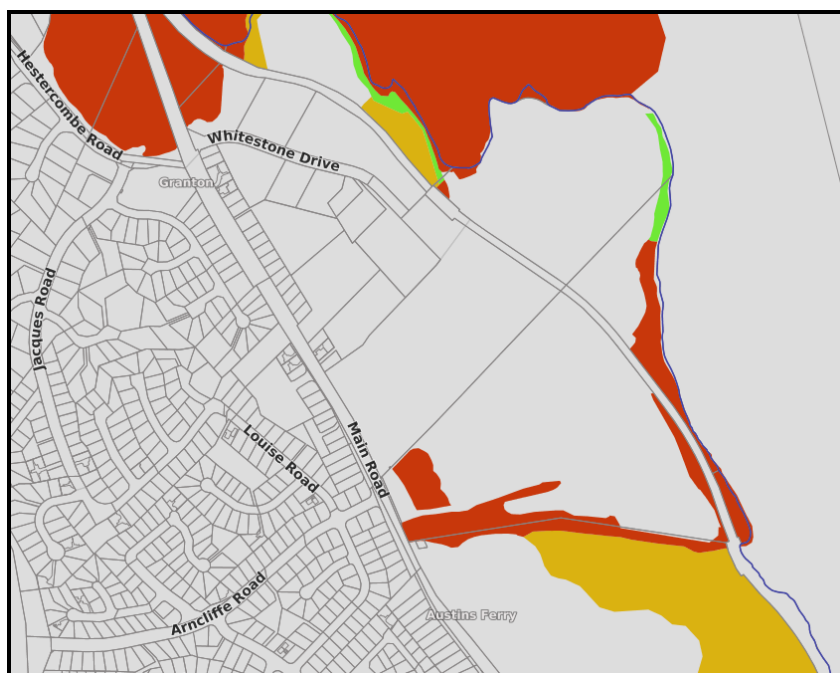 Hestercombe Road
Whitestone Drive
Granton
Jacques Road
Main Road
Louise Road
Arncliffe Road
Austins Ferry